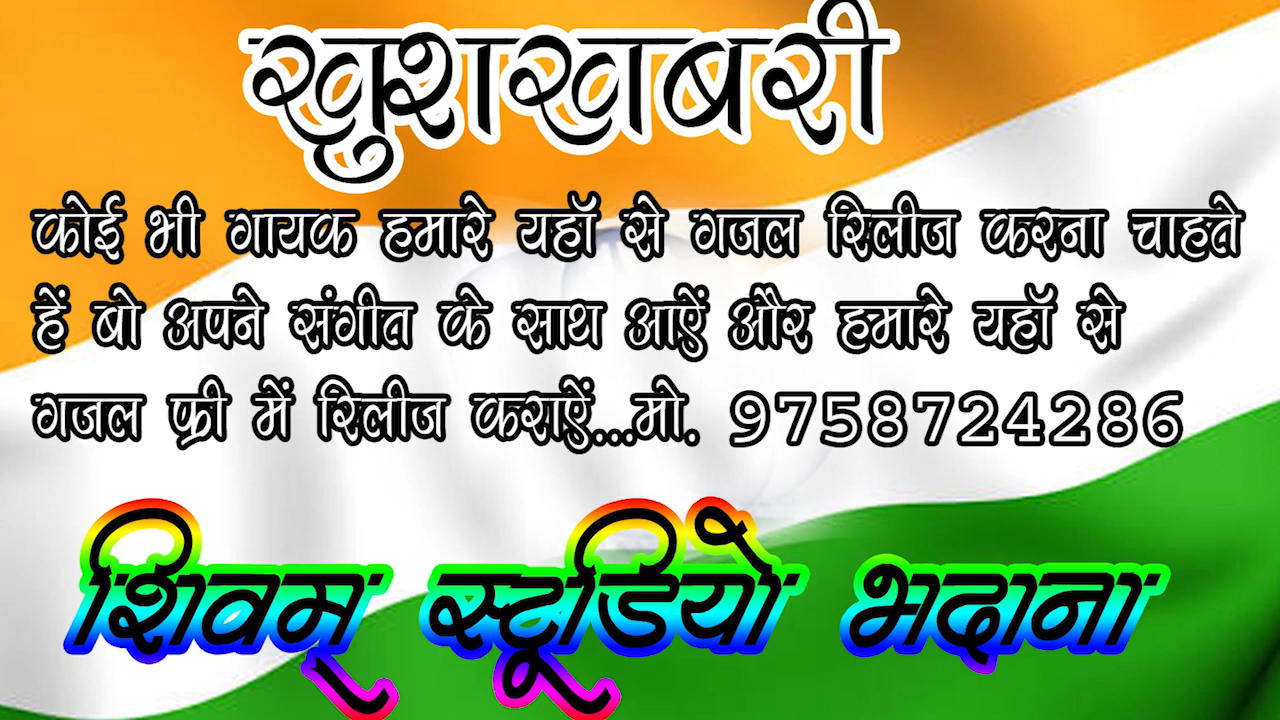 खुशखबरी
कोई भी गायक हमारे यहॉ से गजल रिलीज करना चाहते
हें बो अपने संगीत के साथ आऐं और हमारे यहॉ से
गजल फ्री में रिलीज कराऐं...मो. 9758724286
शिवम् स्टूडियो भदाना